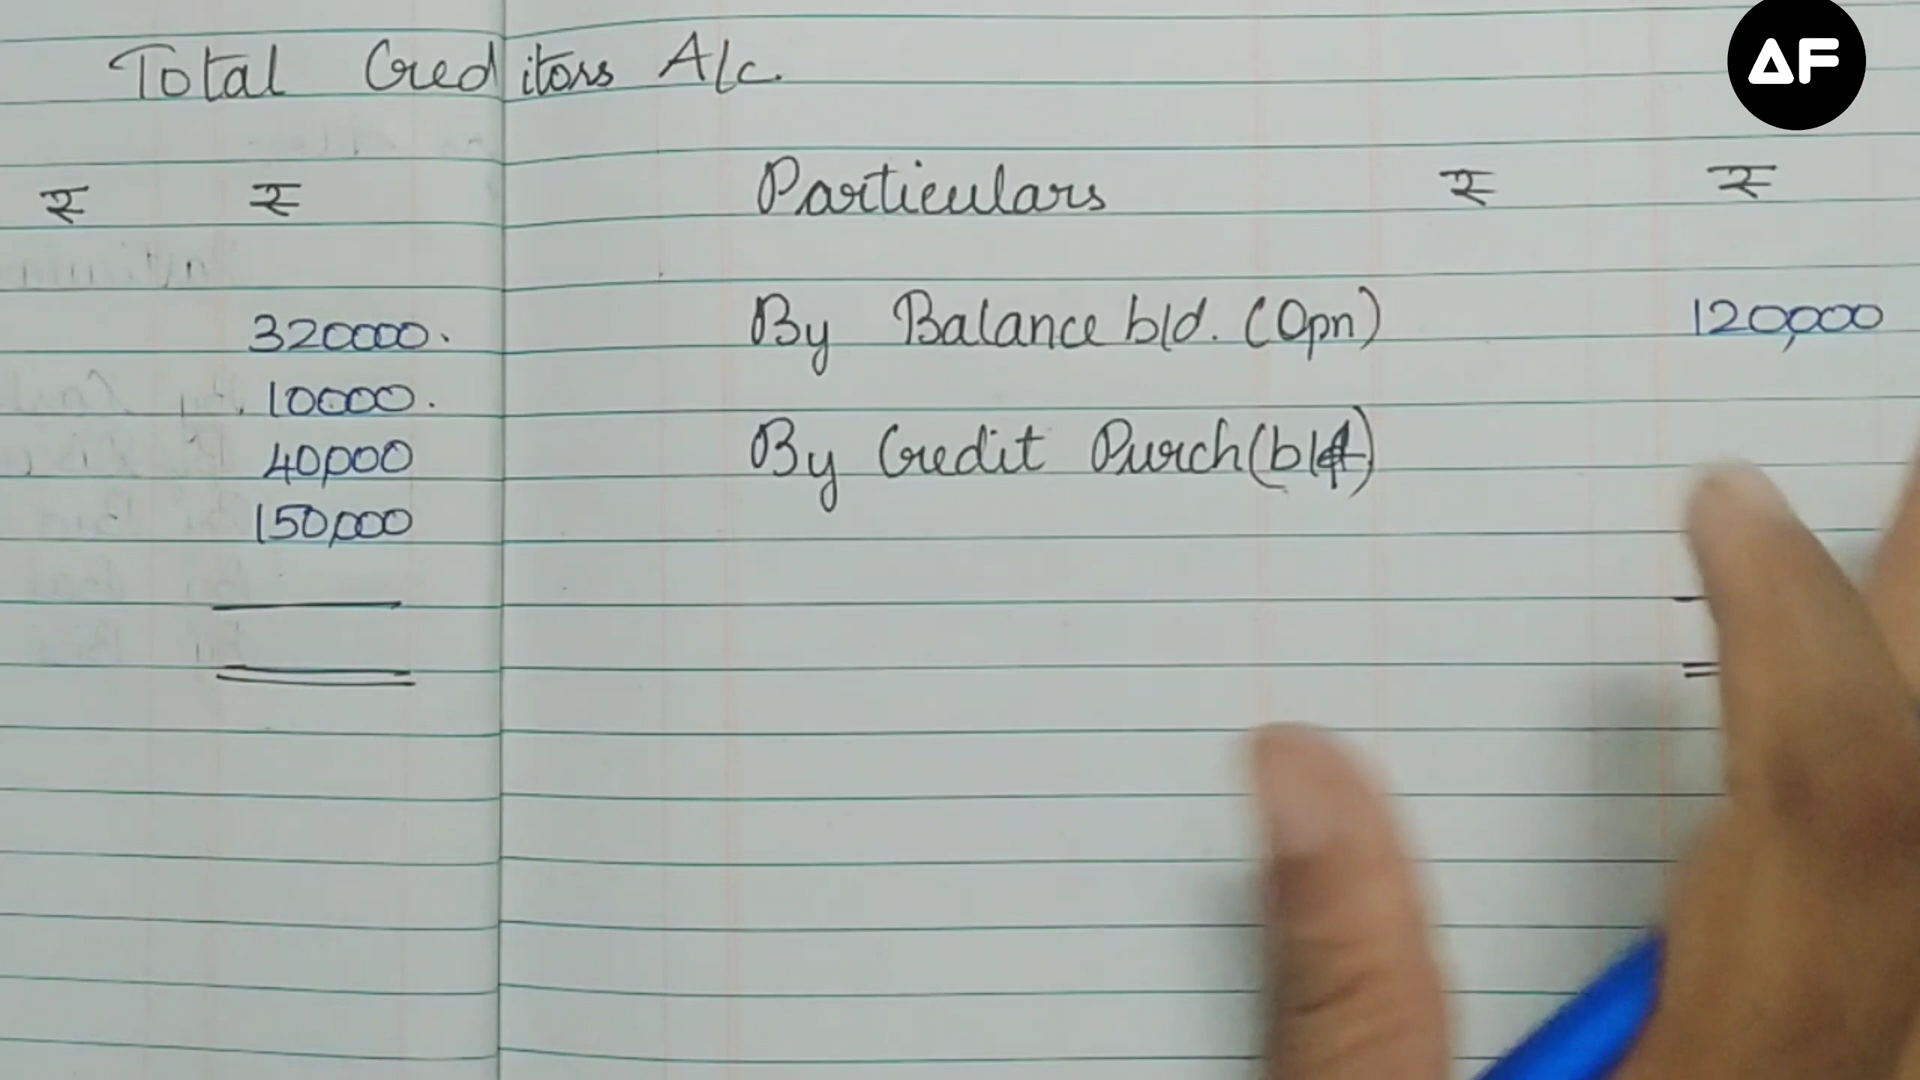 Total Creditors A/c.
₹ ₹ Particulars ₹ ₹
320000. By Balance b/d. (Opn) 120,000
10000.
40,000 By Credit Purch(b/f)
150,000
AF